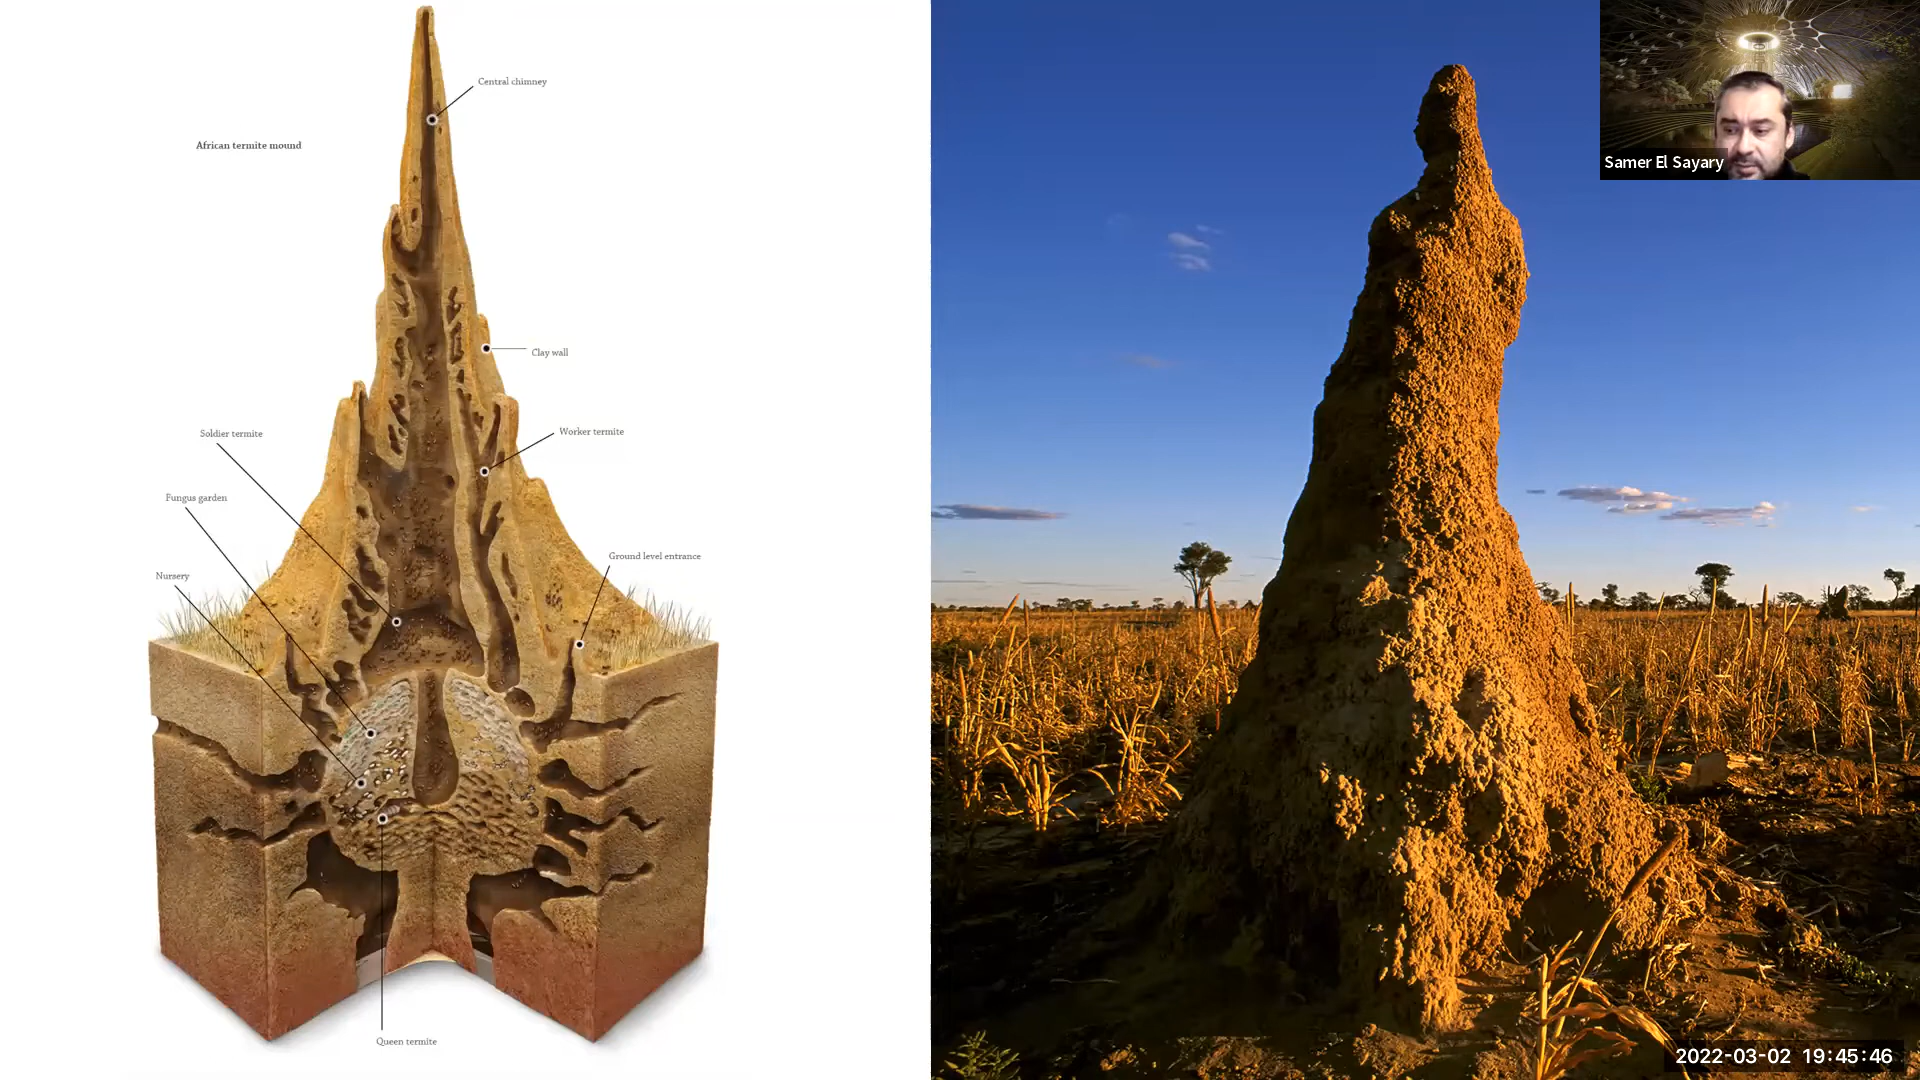 Central chimney
African termite mound
Clay wall
Soldier termite
Worker termite
Fungus garden
Ground level entrance
Nursery
Queen termite
Samer El Sayary
2022-03-02 19:45:46